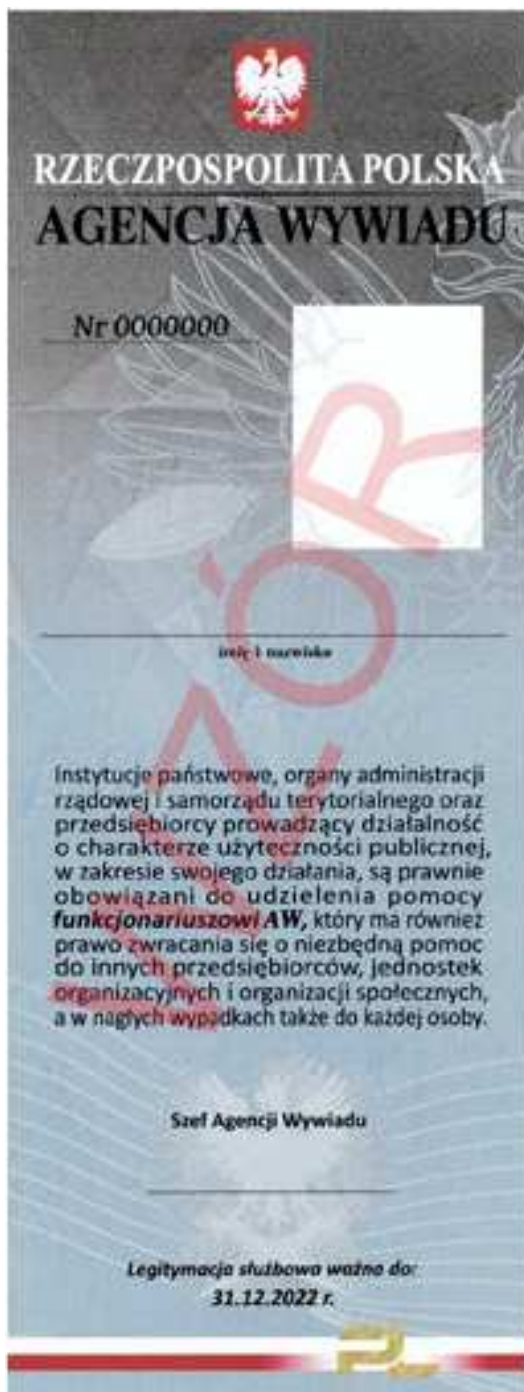 RZECZPOSPOLITA POLSKA
AGENCJA WYWIADU
Nr 0000000
imię i nazwisko
WZÓR
Instytucje państwowe, organy administracji
rządowej i samorządu terytorialnego oraz
przedsiębiorcy prowadzący działalność
o charakterze użyteczności publicznej,
w zakresie swojego działania, są prawnie
obowiązani do udzielenia pomocy
funkcjonariuszowi AW, który ma również
prawo zwracania się o niezbędną pomoc
do innych przedsiębiorców, jednostek
organizacyjnych i organizacji społecznych,
a w nagłych wypadkach także do każdej osoby.
Szef Agencji Wywiadu
Legitymacja służbowa ważna do:
31.12.2022 r.
PL